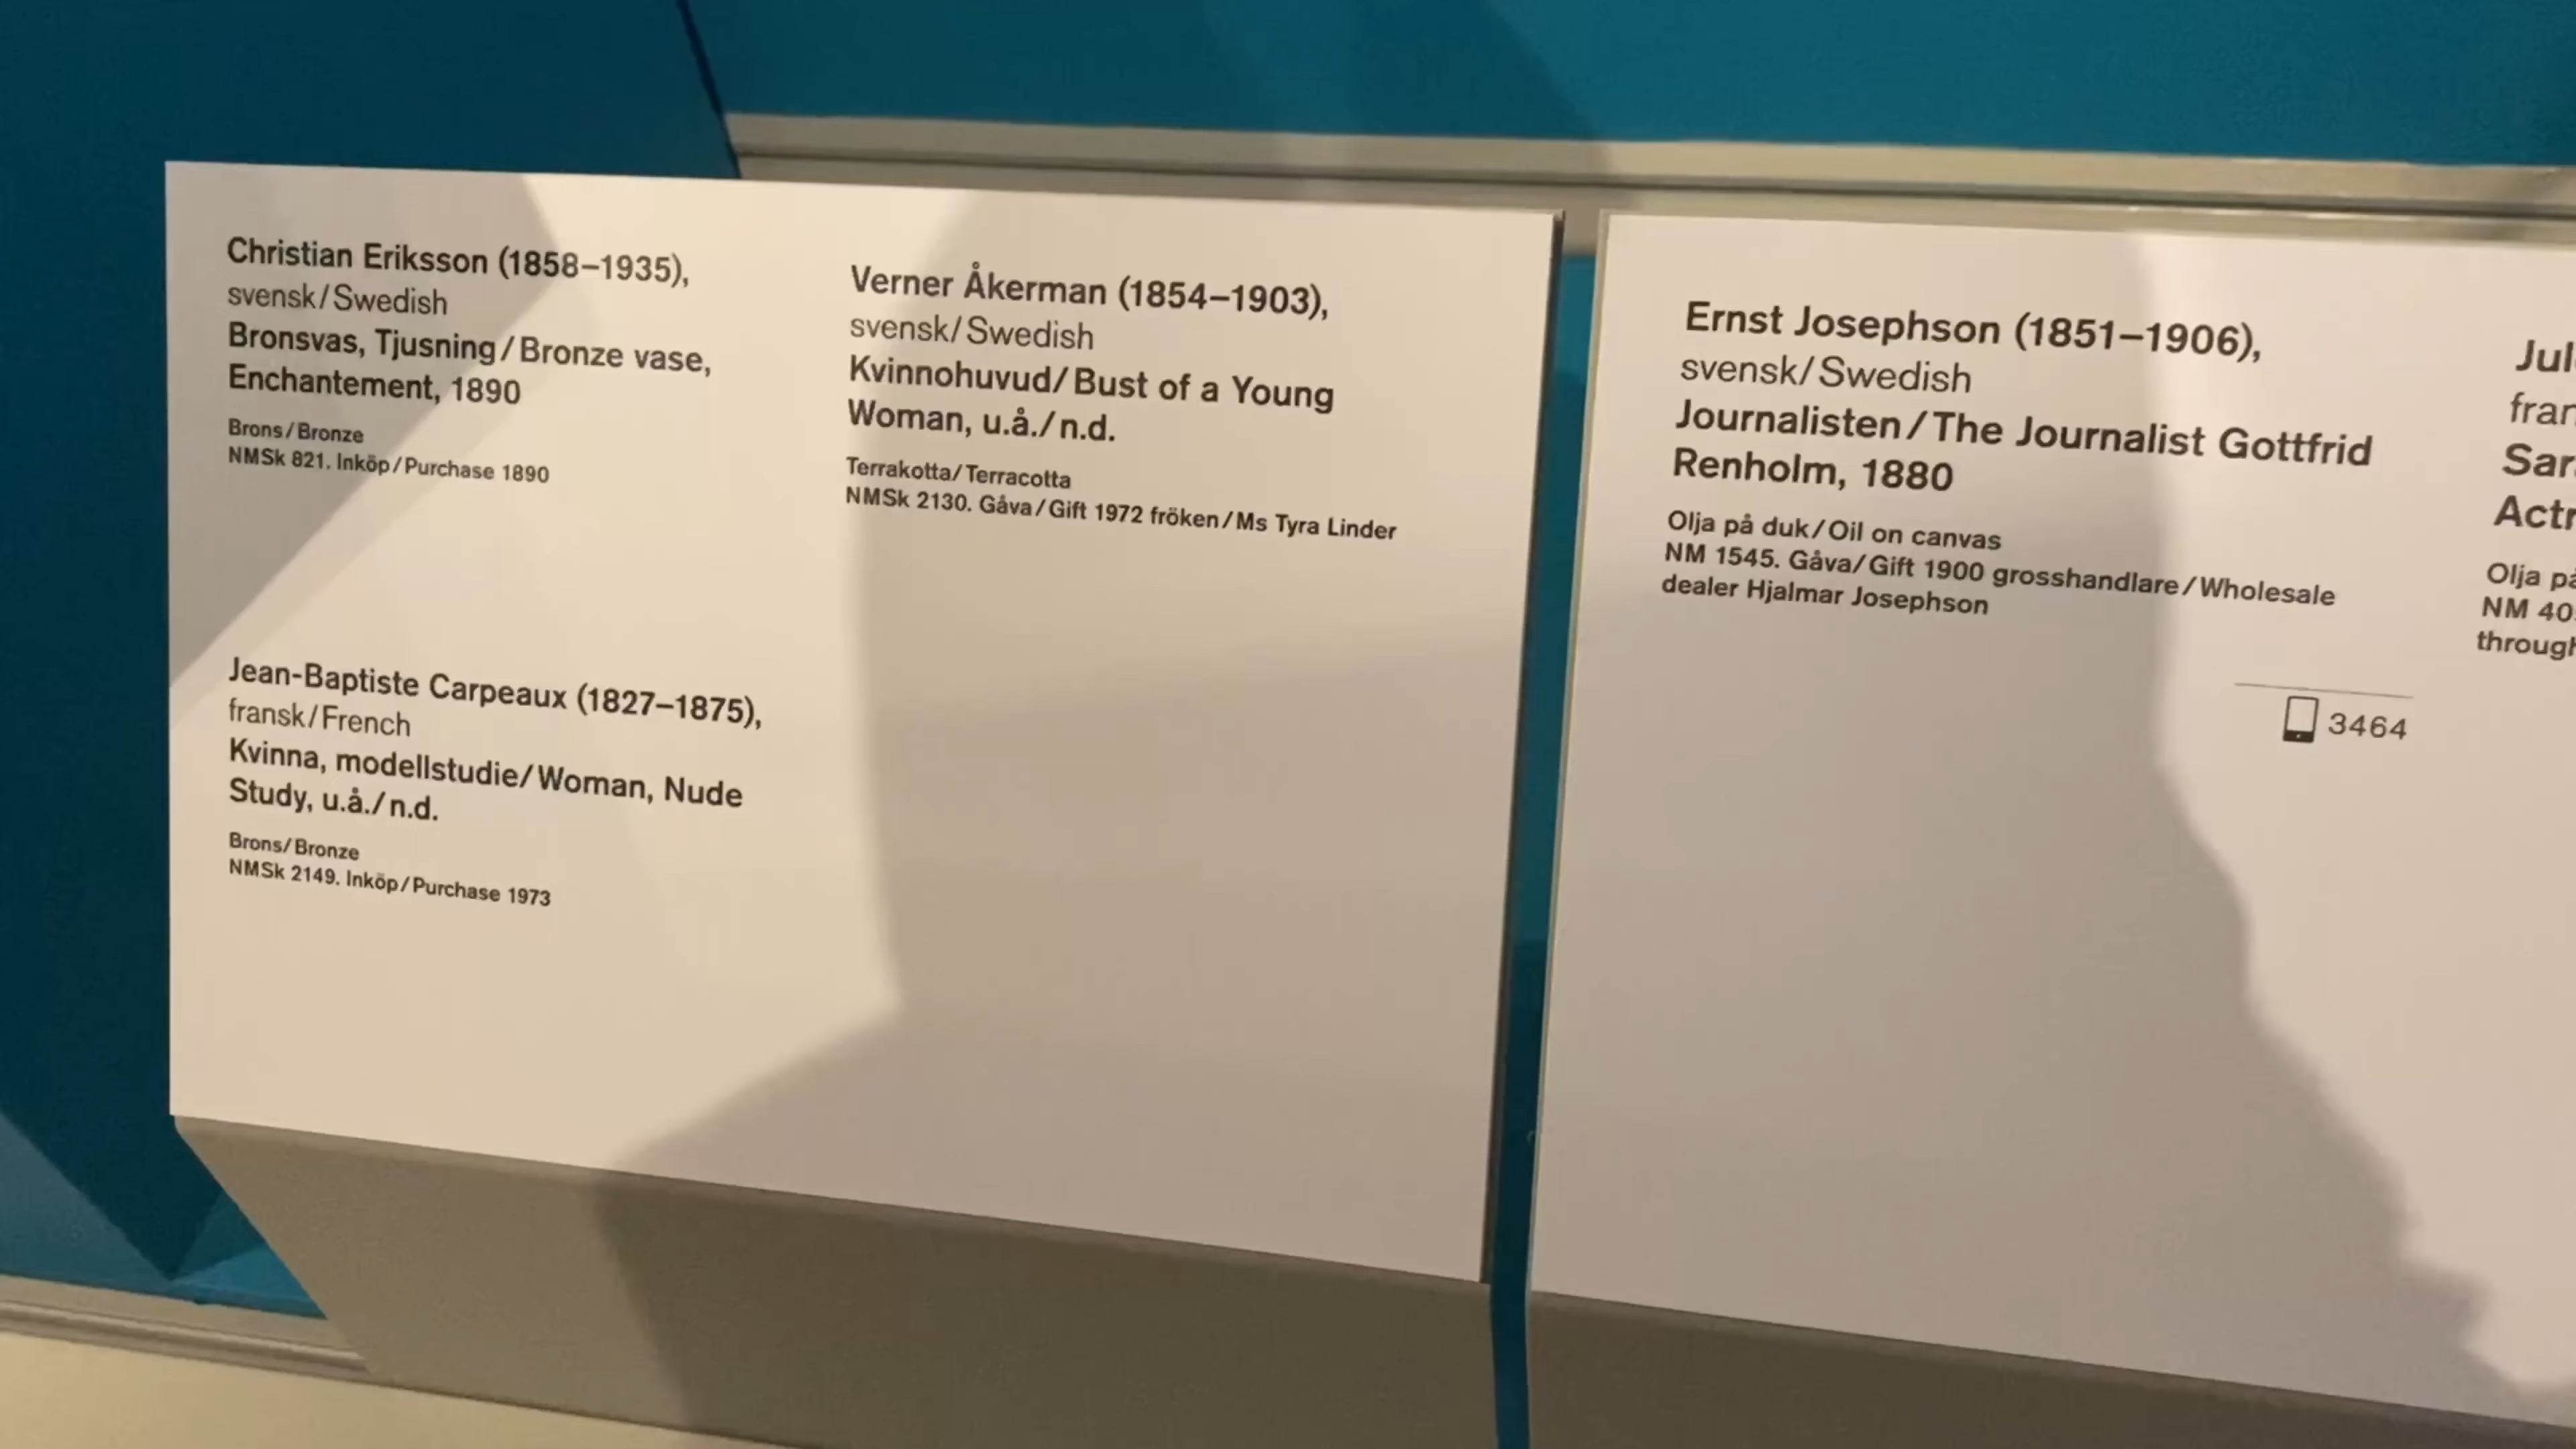 Christian Eriksson (1858–1935),
svensk/Swedish
Bronsvas, Tjusning/Bronze vase,
Enchantement, 1890
Brons/Bronze
NMSk 821. Inköp/Purchase 1890
Jean-Baptiste Carpeaux (1827–1875),
fransk/French
Kvinna, modellstudie/Woman, Nude
Study, u.å./n.d.
Brons/Bronze
NMSk 2149. Inköp/Purchase 1973
Verner Åkerman (1854–1903),
svensk/Swedish
Kvinnohuvud/Bust of a Young
Woman, u.å./n.d.
Terrakotta/Terracotta
NMSk 2130. Gåva/Gift 1972 fröken/Ms Tyra Linder
Ernst Josephson (1851–1906),
svensk/Swedish
Journalisten/The Journalist Gottfrid
Renholm, 1880
Olja på duk/Oil on canvas
NM 1545. Gåva/Gift 1900 grosshandlare/Wholesale
dealer Hjalmar Josephson
3464
Olja
NM